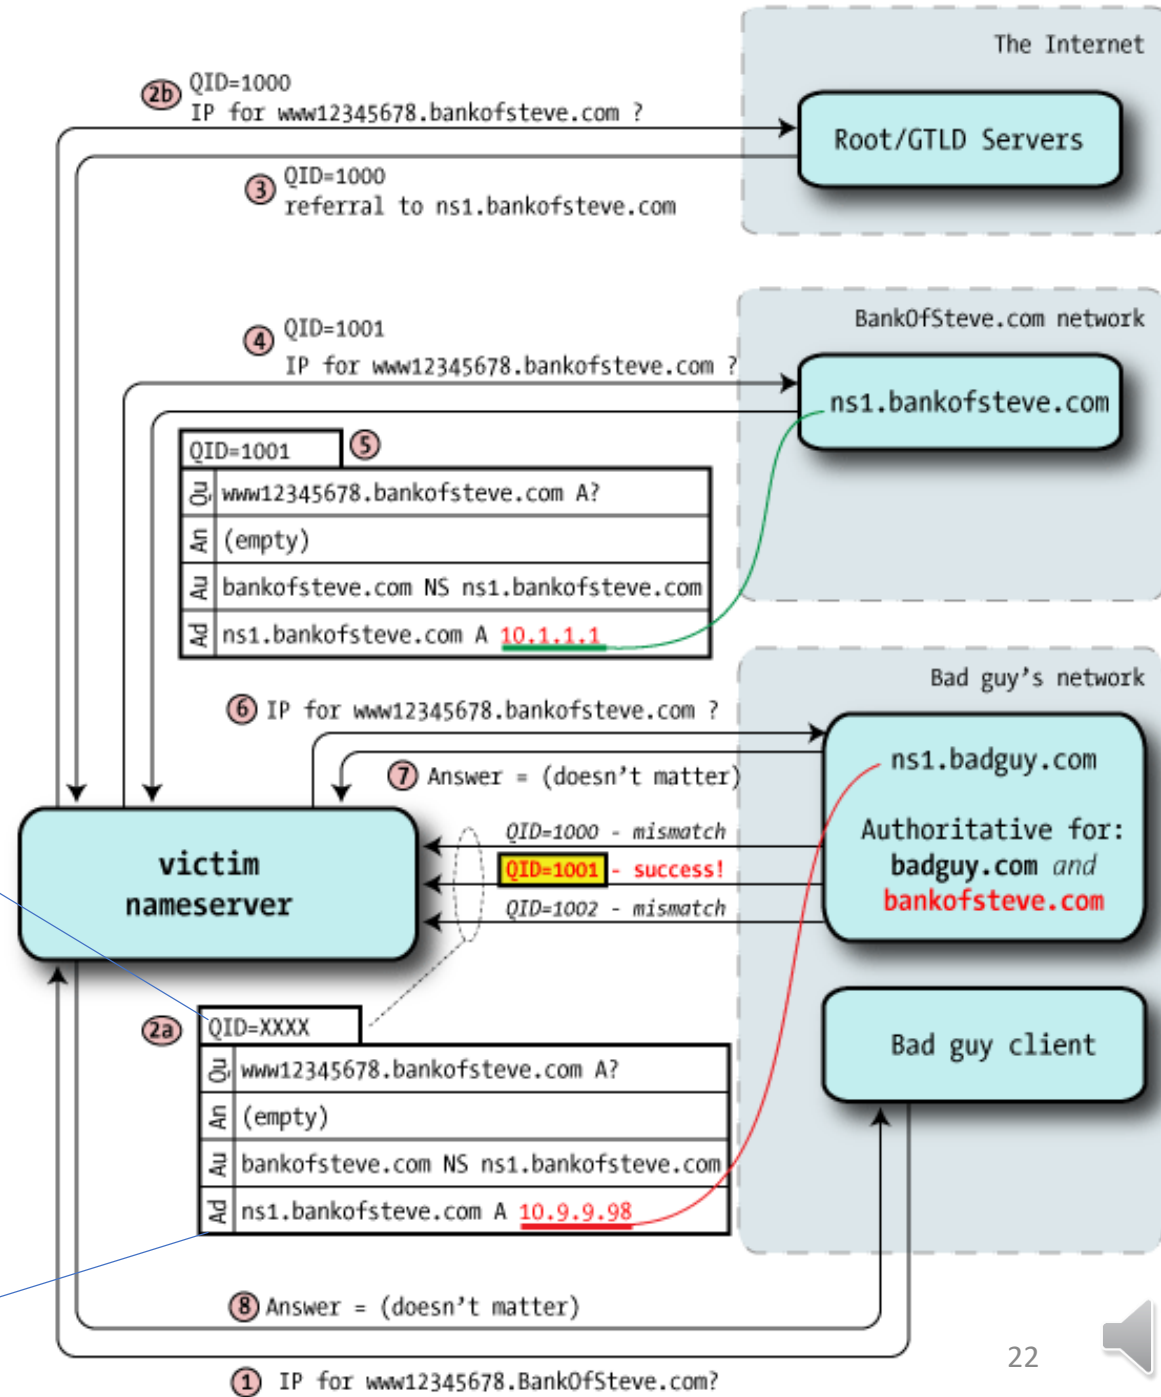 The Internet
2b QID=1000
IP for www12345678.bankofsteve.com ?
Root/GTLD Servers
3 QID=1000
referral to ns1.bankofsteve.com
BankOfSteve.com network
4 QID=1001
IP for www12345678.bankofsteve.com ?
ns1.bankofsteve.com
QID=1001 5
Qu www12345678.bankofsteve.com A?
An (empty)
Au bankofsteve.com NS ns1.bankofsteve.com
Ad ns1.bankofsteve.com A 10.1.1.1
Bad guy's network
6 IP for www12345678.bankofsteve.com ?
ns1.badguy.com
7 Answer = (doesn't matter)
Authoritative for:
badguy.com and
bankofsteve.com
QID=1000 - mismatch
QID=1001 - success!
QID=1002 - mismatch
victim
nameserver
2a QID=XXXX
Qu www12345678.bankofsteve.com A?
An (empty)
Au bankofsteve.com NS ns1.bankofsteve.com
Ad ns1.bankofsteve.com A 10.9.9.98
Bad guy client
8 Answer = (doesn't matter)
22
1 IP for www12345678.BankOfSteve.com?